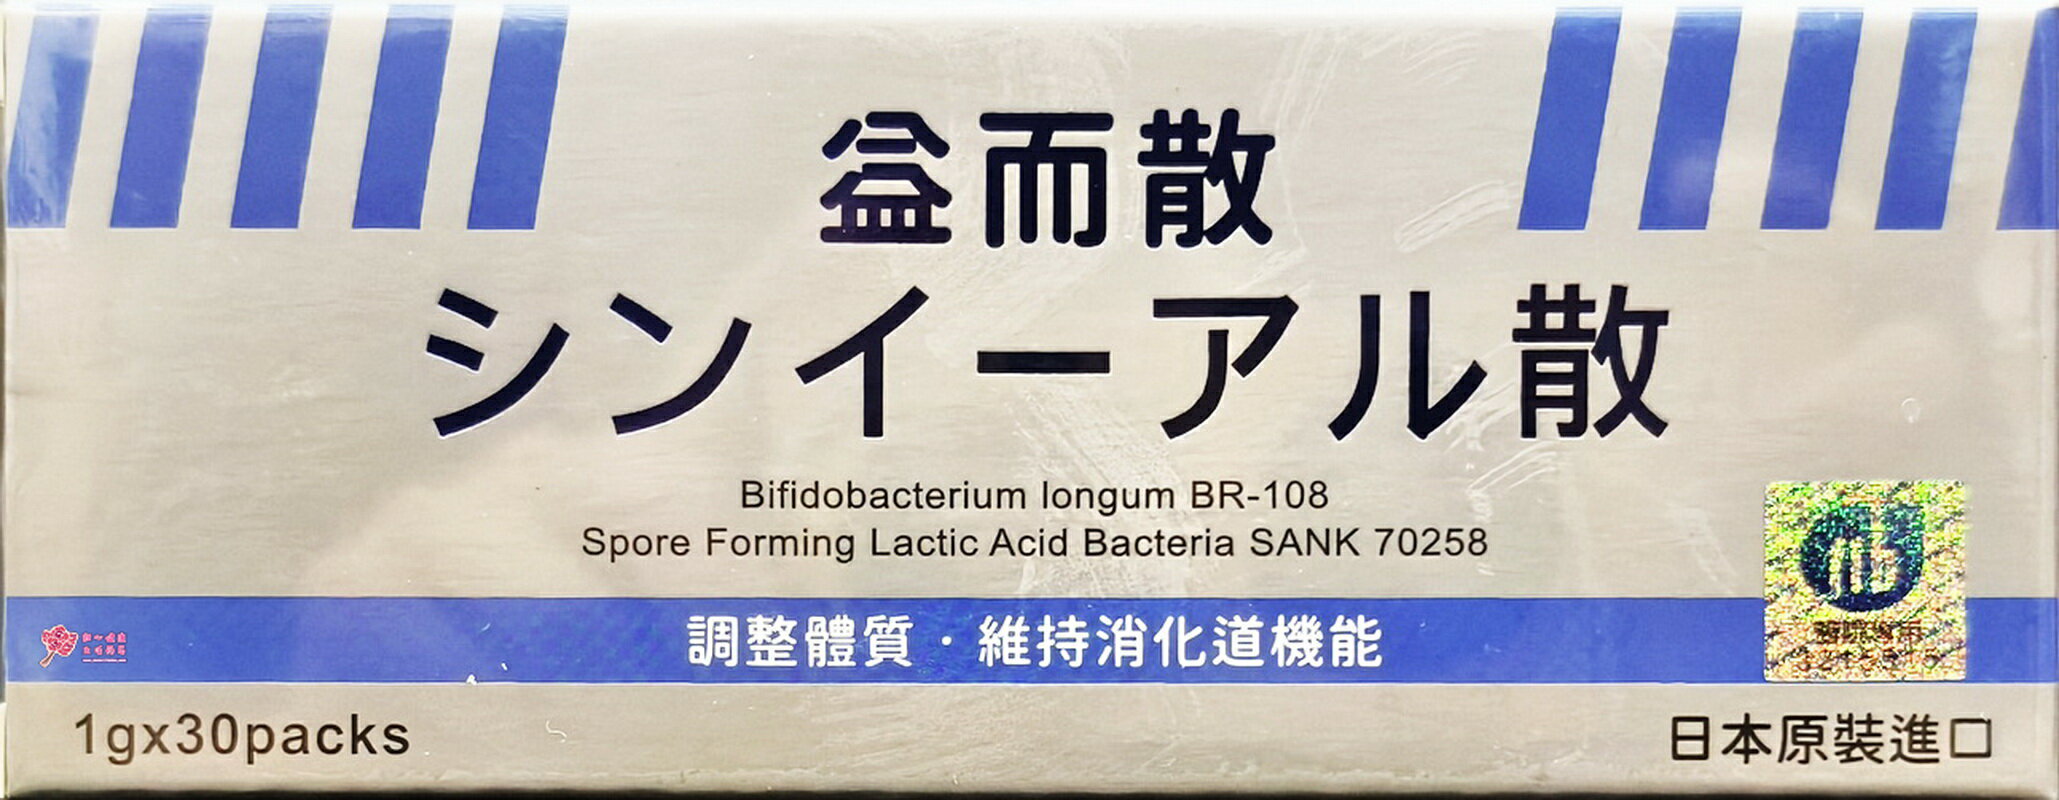 益而散
シンイーアル散
Bifidobacterium longum BR-108
Spore Forming Lactic Acid Bacteria SANK 70258
調整體質・維持消化道機能
1gx30packs
日本原裝進口